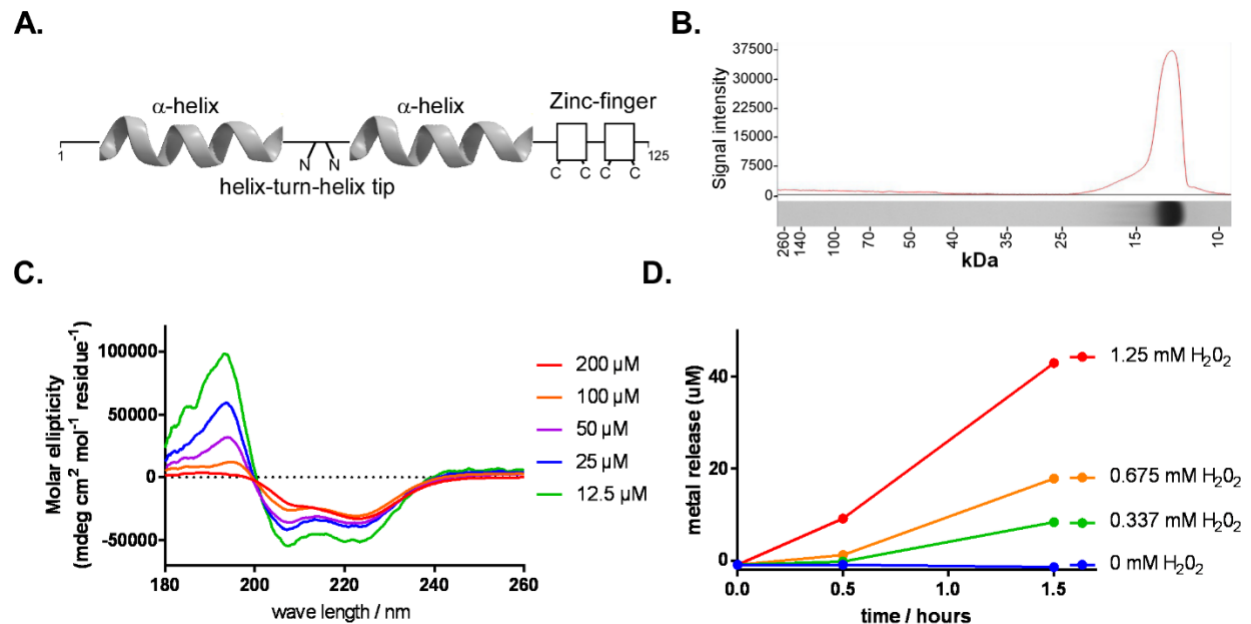 A.
α-helix
α-helix
Zinc-finger
1
N N
C C C C
125
helix-turn-helix tip
B.
Signal intensity
37500
30000
22500
15000
7500
0
260 140 100 70 50 40 35 25 15 10
kDa
C.
Molar ellipticity
(mdeg cm² mol⁻¹ residue⁻¹)
100000
50000
0
-50000
180 200 220 240 260
wave length / nm
200 µM
100 µM
50 µM
25 µM
12.5 µM
D.
metal release (uM)
40
20
0
0.0 0.5 1.0 1.5
time / hours
1.25 mM H₂0₂
0.675 mM H₂0₂
0.337 mM H₂0₂
0 mM H₂0₂